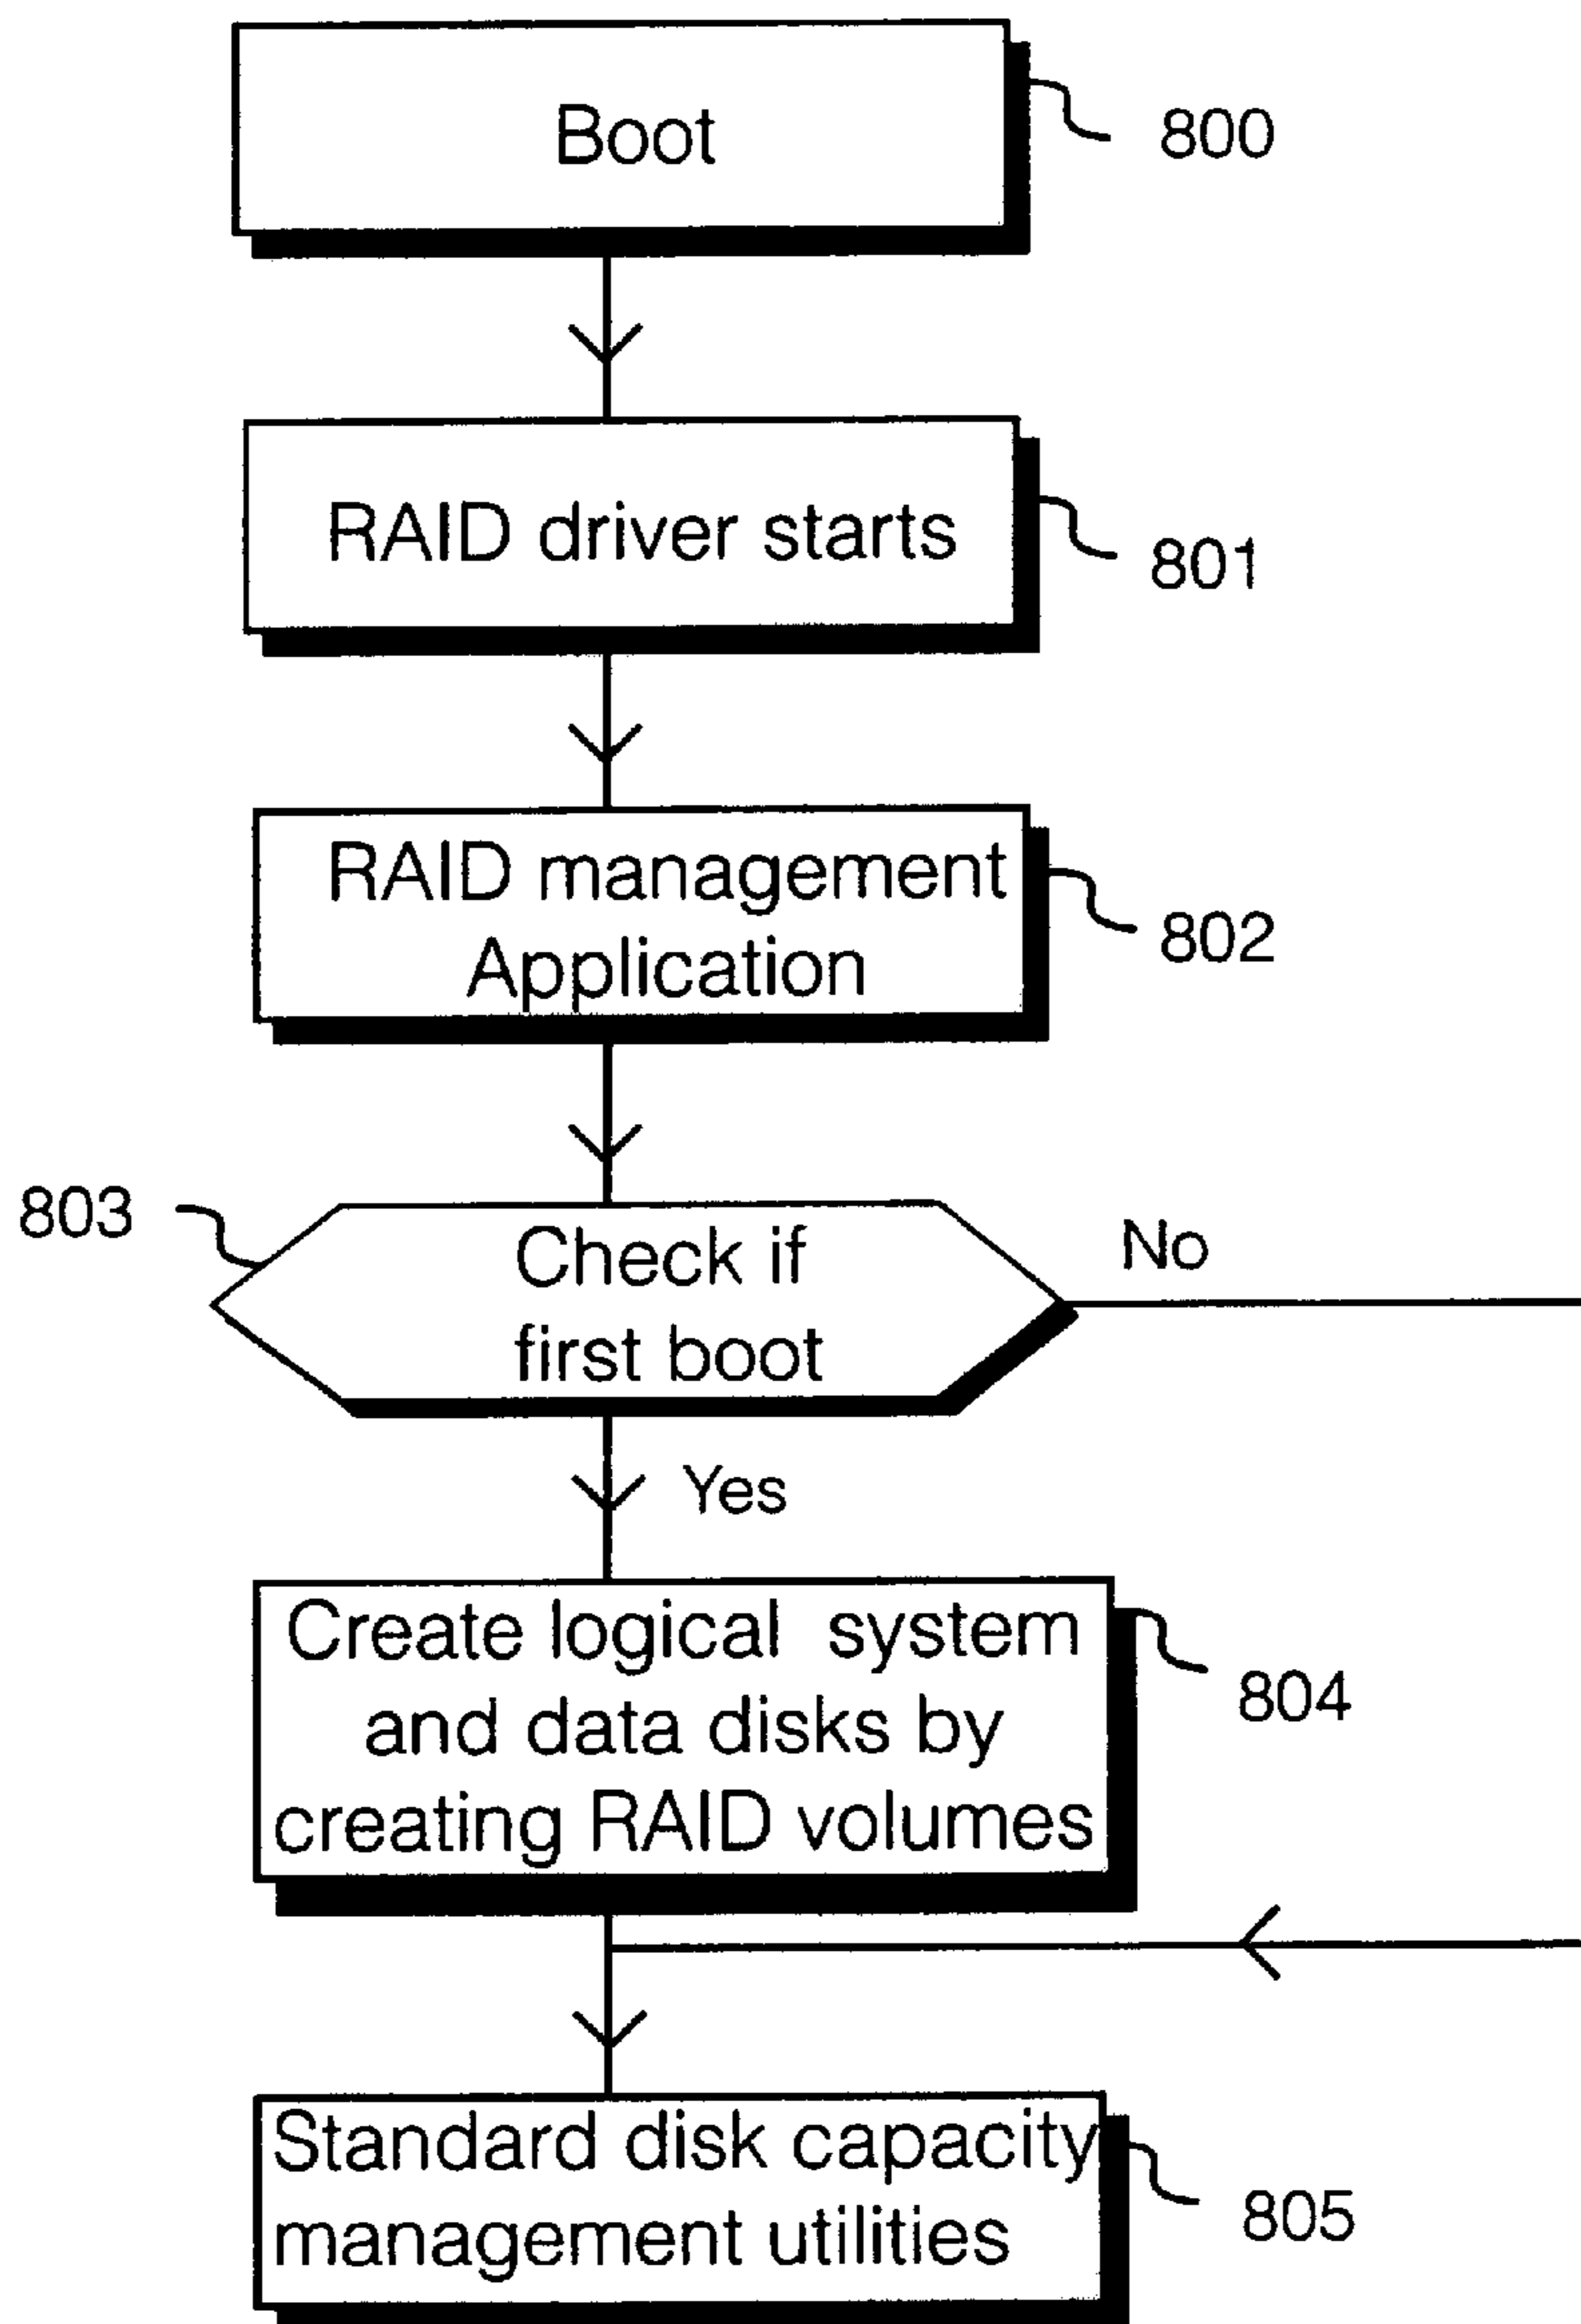 Boot
800
RAID driver starts
801
RAID management
Application
802
803
Check if
first boot
No
Yes
Create logical system
and data disks by
creating RAID volumes
804
Standard disk capacity
management utilities
805